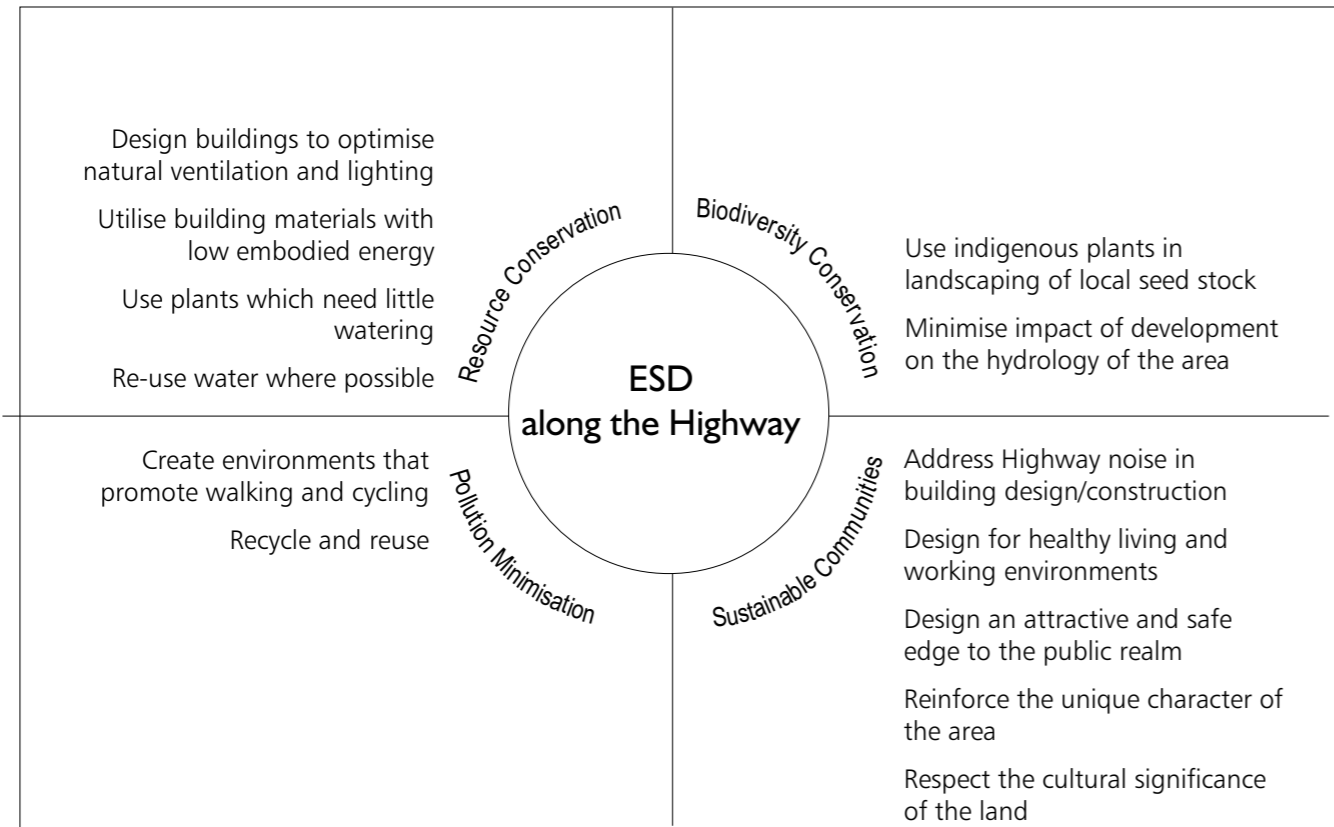 Design buildings to optimise
natural ventilation and lighting
Utilise building materials with
low embodied energy
Use plants which need little
watering
Re-use water where possible
Resource Conservation
Biodiversity Conservation
Use indigenous plants in
landscaping of local seed stock
Minimise impact of development
on the hydrology of the area
ESD
along the Highway
Create environments that
promote walking and cycling
Recycle and reuse
Pollution Minimisation
Sustainable Communities
Address Highway noise in
building design/construction
Design for healthy living and
working environments
Design an attractive and safe
edge to the public realm
Reinforce the unique character of
the area
Respect the cultural significance
of the land